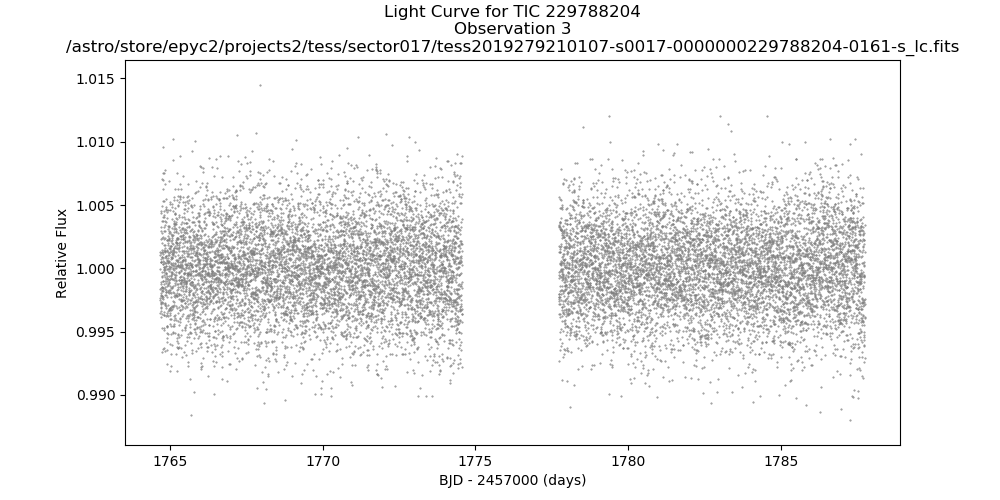 Light Curve for TIC 229788204
Observation 3
/astro/store/epyc2/projects2/tess/sector017/tess2019279210107-s0017-0000000229788204-0161-s_lc.fits
1.015
1.010
1.005
1.000
0.995
0.990
Relative Flux
1765 1770 1775 1780 1785
BJD - 2457000 (days)